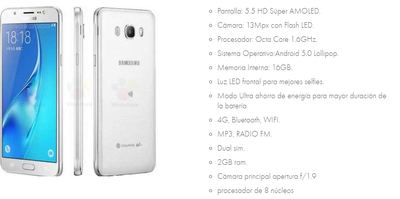 SAMSUNG
SAMSUNG
Pantalla: 5.5 HD Súper AMOLED.
Cámara: 13Mpx con Flash LED.
Procesador: Octa Core 1.6GHz.
Sistema Operativo:Android 5.0 Lollipop.
Memoria Interna: 16GB.
Luz LED frontal para mejores selfies.
Modo Ultra ahorro de energía para mayor duración de
la batería.
4G, Bluetooth, WIFI.
MP3, RADIO FM.
Dual sim.
2GB ram
Cámara principal apertura f/1.9
procesador de 8 núcleos